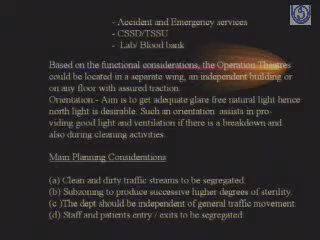 - Accident and Emergency services
- CSSD/TSSU
- Lab/ Blood bank
Based on the functional considerations, the Operation Theatres
could be located in a separate wing, an independent building or
on any floor with assured traction.
Orientation:- Aim is to get adequate glare free natural light hence
north light is desirable. Such an orientation assists in pro-
viding good light and ventilation if there is a breakdown and
also during cleaning activities.
Main Planning Considerations
(a) Clean and dirty traffic streams to be segregated.
(b) Subzoning to produce successive higher degrees of sterility.
(c )The dept should be independent of general traffic movement.
(d) Staff and patients entry / exits to be segregated.